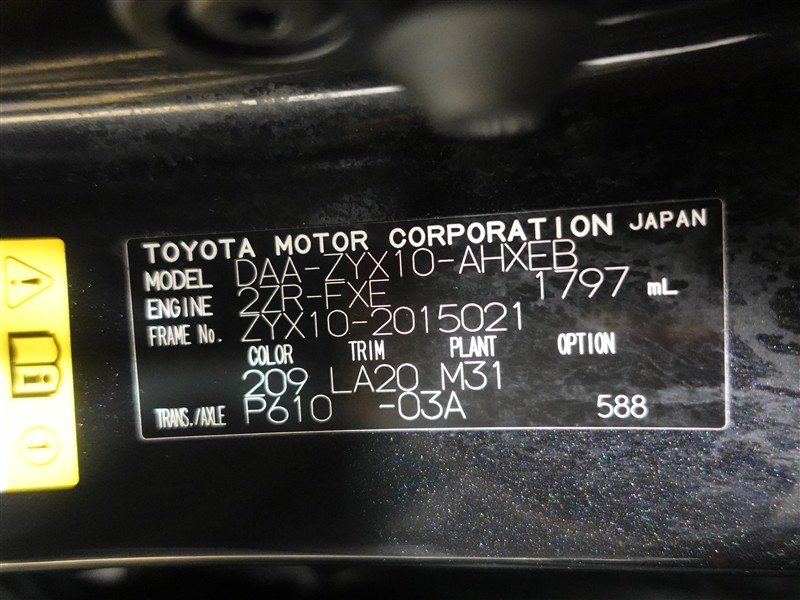 TOYOTA MOTOR CORPORATION JAPAN
MODEL DAA-ZYX10-AHXEB
ENGINE 2ZR-FXE 1797 mL
FRAME No. ZYX10-2015021
COLOR TRIM PLANT OPTION
209 LA20 M31
TRANS./AXLE P610 -03A 588